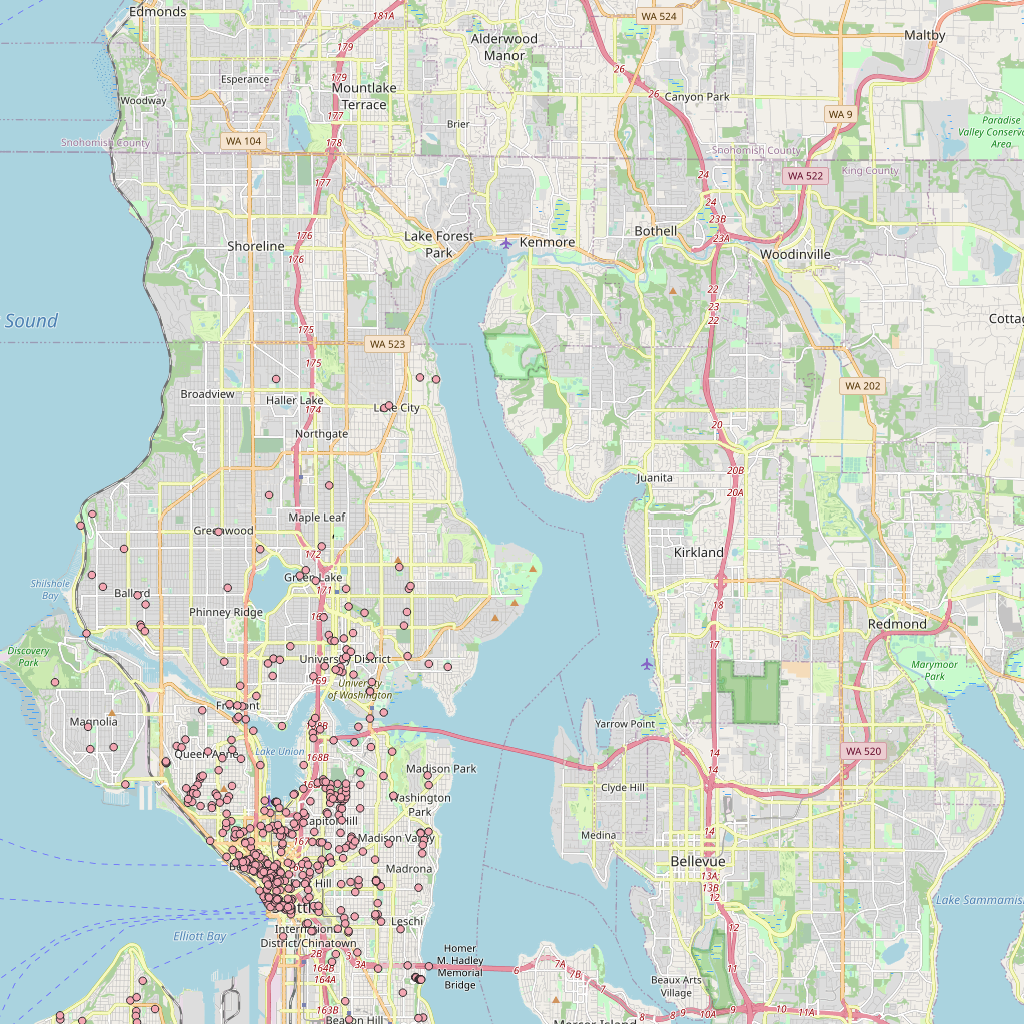 Edmonds
181A
WA 524
Maltby
Alderwood
Manor
179
26
Esperance
179
Mountlake
Terrace
26
Canyon Park
Woodway
177
WA 9
Paradise
Valley Conserva
Area
Brier
Snohomish County
WA 104
178
Snohomish County
King County
24
WA 522
177
24
23B
23A
176
Shoreline
176
Lake Forest
Park
Kenmore
Bothell
Woodinville
22
23
22
Sound
175
175
WA 523
Cottag
WA 202
Broadview
Haller Lake
174
Lake City
Northgate
20
20B
20A
Juanita
Maple Leaf
Greenwood
172
Kirkland
Green Lake
171
Shilshole
Bay
Ballard
Phinney Ridge
18
Redmond
17
Discovery
Park
University District
169
University
of Washington
Marymoor
Park
Magnolia
Fremont
Yarrow Point
Queen Anne
Lake Union
168B
14
14
WA 520
Madison Park
Clyde Hill
Washington
Park
Capitol Hill
167
Madison Valley
Medina
14
Bellevue
Madrona
13A
13B
12
Hill
Lake Sammamis
Leschi
12
Elliott Bay
International
District/Chinatown
Homer
M. Hadley
Memorial
Bridge
2B
164B
164A
3A
6
7A
7B
7
11
Beaux Arts
Village
163B
Beacon Hill
Mercer Island
8
8
9
9
10A
11A